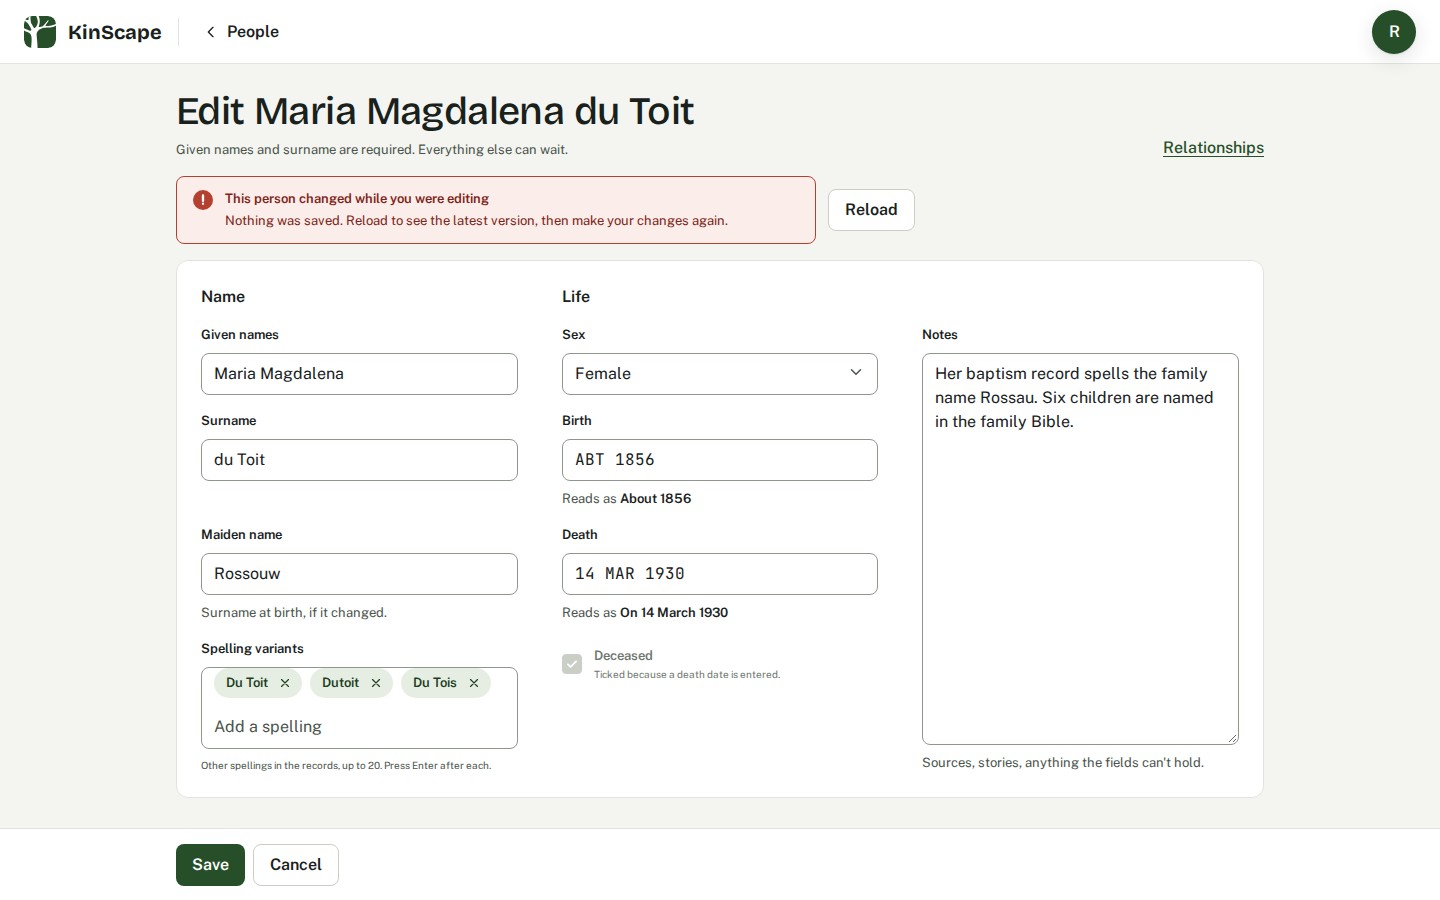 KinScape
People
R
Edit Maria Magdalena du Toit
Given names and surname are required. Everything else can wait.
Relationships
This person changed while you were editing
Nothing was saved. Reload to see the latest version, then make your changes again.
Reload
Name
Given names
Maria Magdalena
Surname
du Toit
Maiden name
Rossouw
Surname at birth, if it changed.
Spelling variants
Du Toit
Dutoit
Du Tois
Add a spelling
Other spellings in the records, up to 20. Press Enter after each.
Life
Sex
Female
Birth
ABT 1856
Reads as About 1856
Death
14 MAR 1930
Reads as On 14 March 1930
Deceased
Ticked because a death date is entered.
Notes
Her baptism record spells the family
name Rossau. Six children are named
in the family Bible.
Sources, stories, anything the fields can't hold.
Save
Cancel